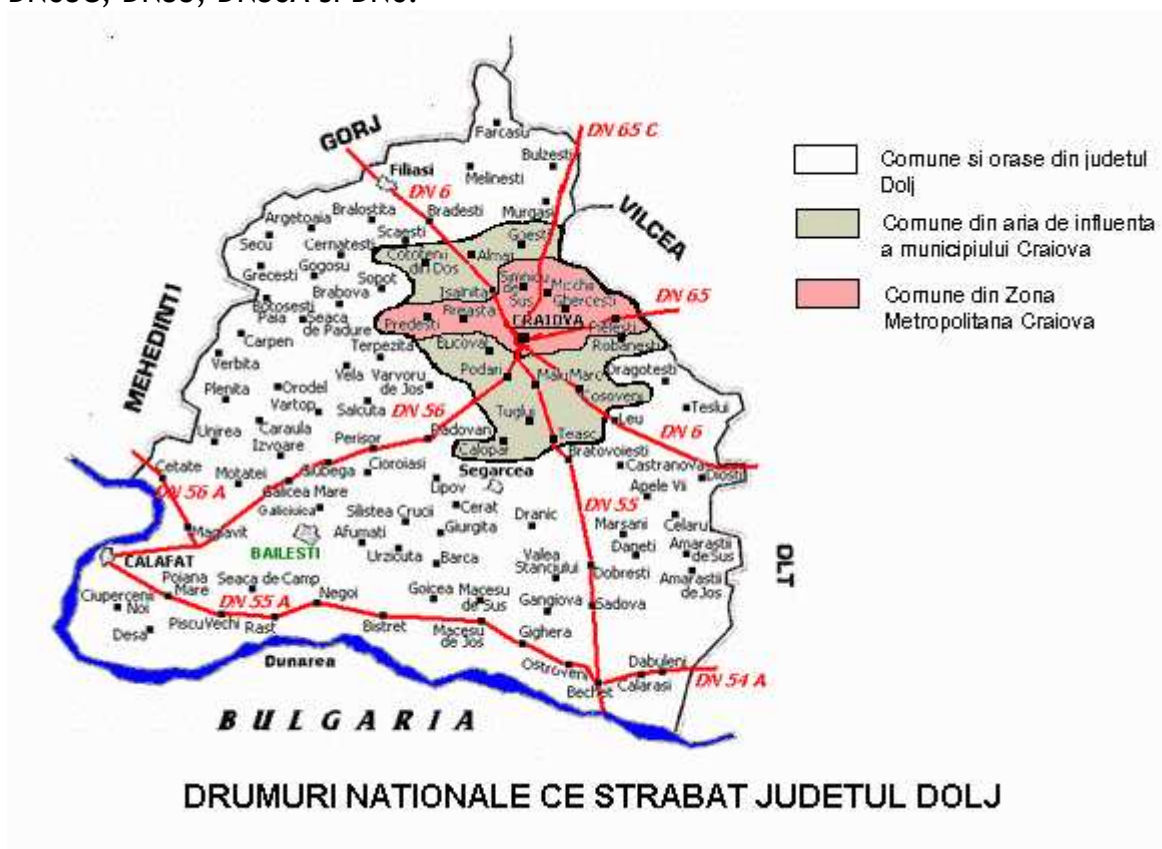 GORJ
Farcasu
DN 65 C
Bulzesti
Filiasi
Melinesti
DN 6
Murgasi
VILCEA
Argetoaia
Bralostita
Bradesti
Scaesti
Secu
Cernatesti
Goesti
Cotofeni
din Dos
Almaj
Grecesti
Gogosu
Sopot
Isalnita
Simnicu
de
Sus
Ghercesti
DN 65
Botosesti
Paia
Brabova
Seaca
de Padure
Predesti
CRAIOVA
Pielesti
Robanesti
Carpen
Terpezita
Bucovat
Verbita
Vela
Varvoru
de Jos
Podari
Malu Mare
Dragotesti
Cosoveni
Plenita
Orodel
Vartop
Salcuta
DN 56
Tuglui
Leu
Teslui
MEHEDINTI
Unirea
Caraula
Izvoare
Perisor
Radovan
Calopar
Teasc
Bratovoiesti
DN 6
Cetate
Motatei
Giubega
Cioroiasi
Segarcea
Castranova
Diosti
DN 56 A
Galicea Mare
Lipov
Apele Vii
Galiciuica
Silistea Crucii
Cerat
Dranic
DN 55
Maglavit
Afumati
Giurgita
Marsani
Celaru
BAILESTI
Urzicuta
Barca
Valea
Stanciului
Daneti
Amarastii
de Sus
CALAFAT
Dobresti
Amarastii
de Jos
OLT
Poiana
Mare
Seaca de Camp
Ciupercenii
Noi
Negoi
Goicea
Macesu
de Sus
Gangiova
Sadova
DN 55 A
Desa
Piscu Vechi
Rast
Bistret
Macesu
de Jos
Gighera
Dunarea
Ostroveni
Dabuleni
Bechet
Calarasi
DN 54 A
BULGARIA
Comune si orase din judetul
Dolj
Comune din aria de influenta
a municipiului Craiova
Comune din Zona
Metropolitana Craiova
DRUMURI NATIONALE CE STRABAT JUDETUL DOLJ